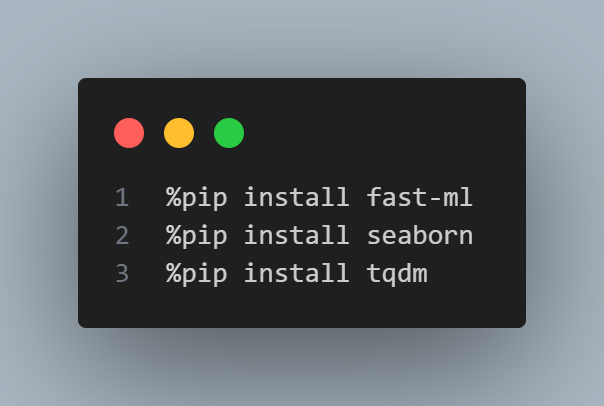 1 %pip install fast-ml
2 %pip install seaborn
3 %pip install tqdm